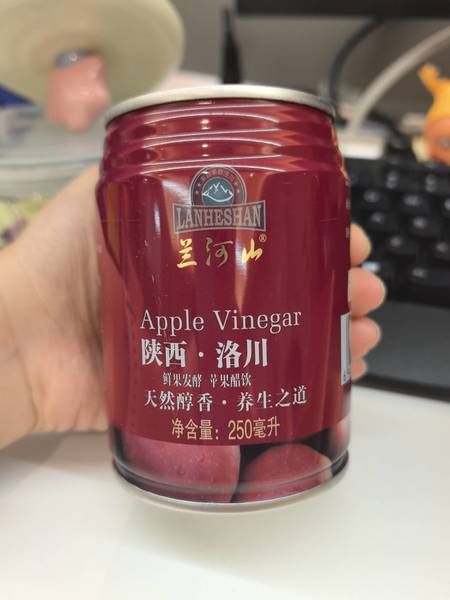 LANHESHAN
兰河山®
Apple Vinegar
陕西·洛川
鲜果发酵 苹果醋饮
天然醇香·养生之道
净含量：250毫升